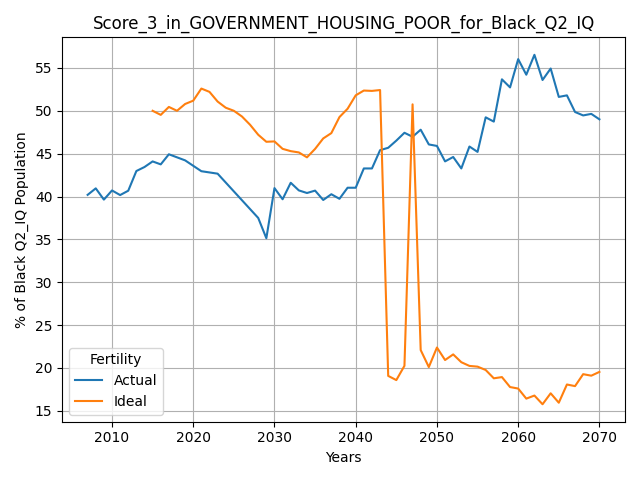 Score_3_in_GOVERNMENT_HOUSING_POOR_for_Black_Q2_IQ
% of Black Q2_IQ Population
55
50
45
40
35
30
25
20
15
Fertility
Actual
Ideal
2010 2020 2030 2040 2050 2060 2070
Years